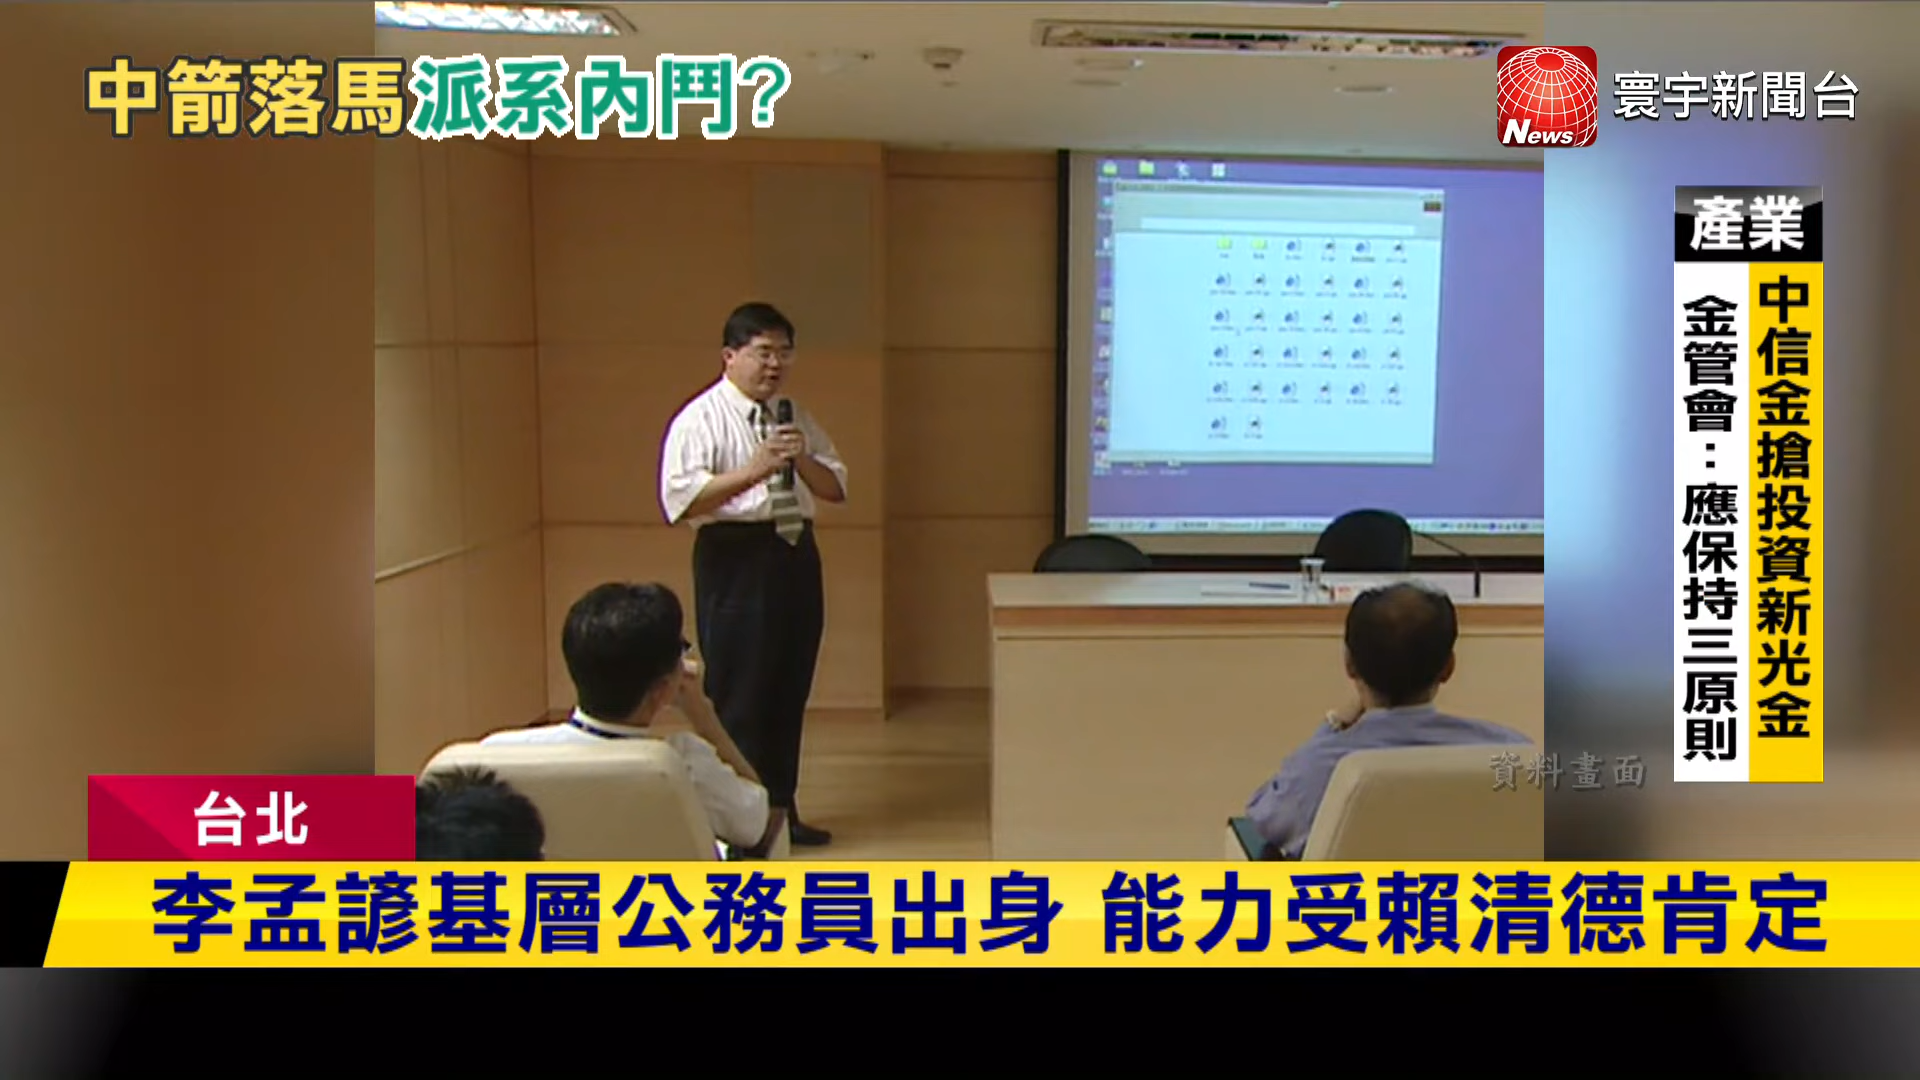 中箭落馬派系內鬥?
News
寰宇新聞台
產業
中信金搶投資新光金
金管會：應保持三原則
資料畫面
台北
李孟諺基層公務員出身 能力受賴清德肯定